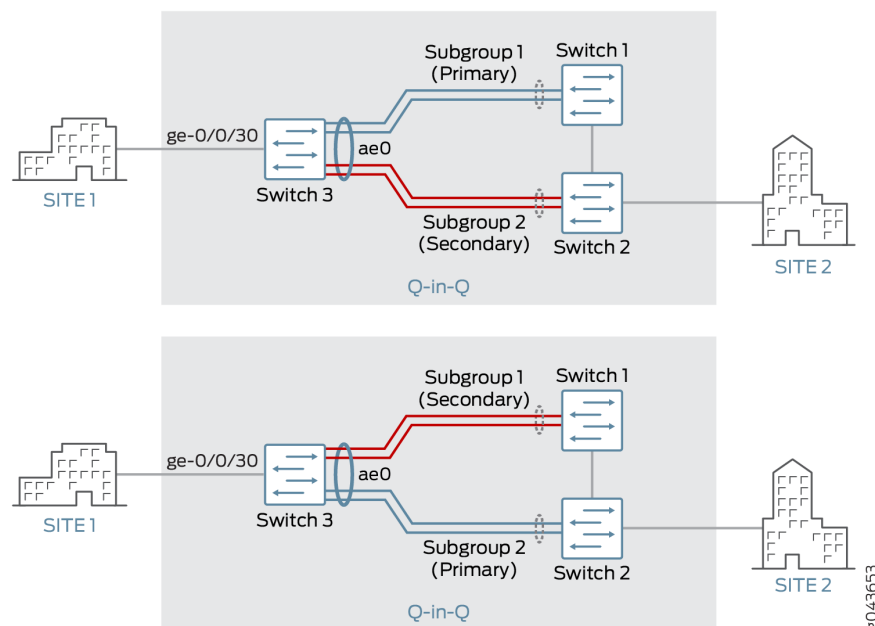 Subgroup 1
(Primary)
Switch 1
ge-0/0/30
ae0
SITE 1
Switch 3
Subgroup 2
(Secondary)
Switch 2
SITE 2
Q-in-Q
Subgroup 1
(Secondary)
Switch 1
ge-0/0/30
ae0
SITE 1
Switch 3
Subgroup 2
(Primary)
Switch 2
SITE 2
Q-in-Q
g043653